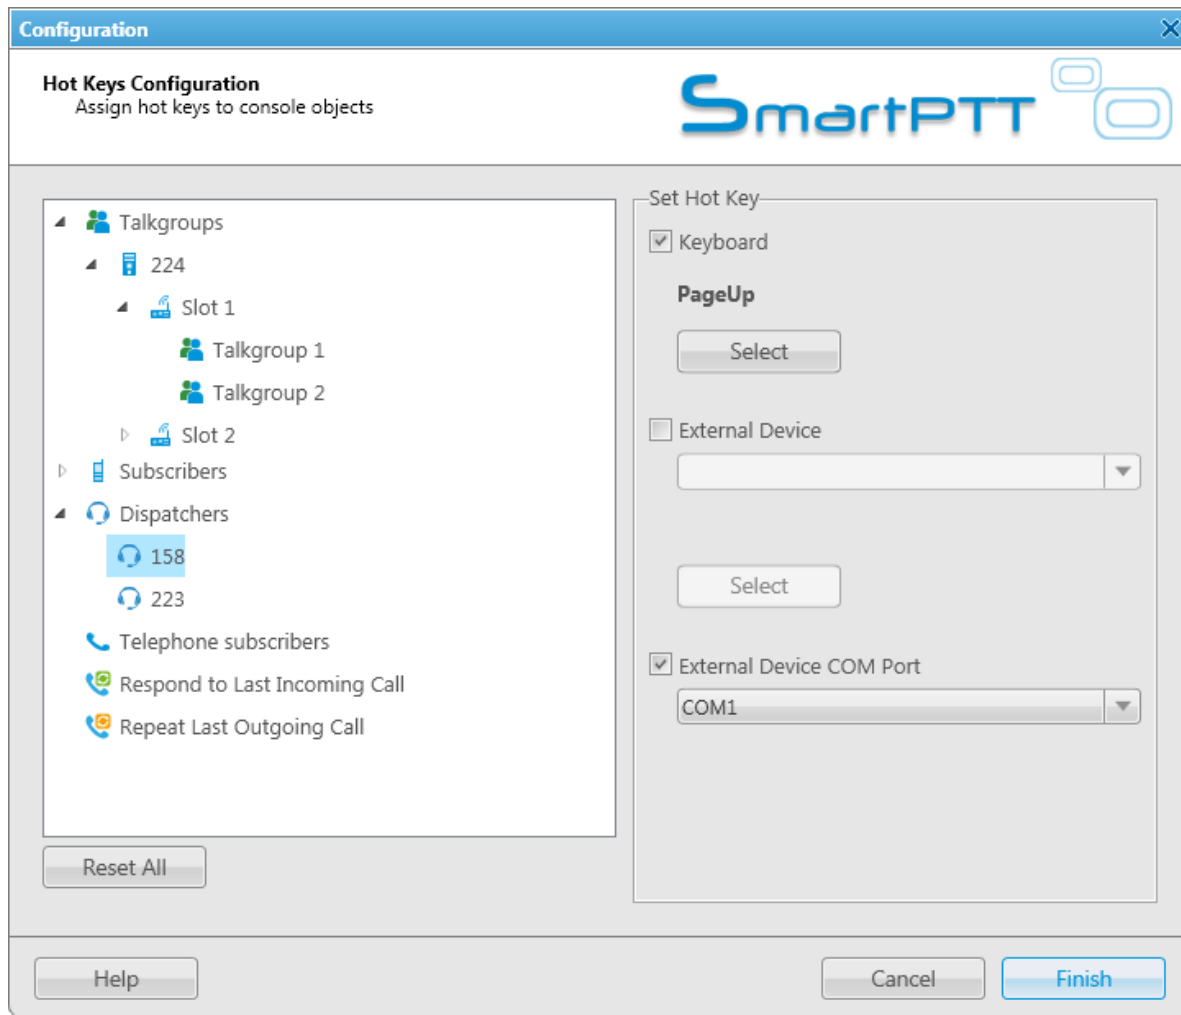 Configuration
Hot Keys Configuration
Assign hot keys to console objects
SmartPTT
Talkgroups
224
Slot 1
Talkgroup 1
Talkgroup 2
Slot 2
Subscribers
Dispatchers
158
223
Telephone subscribers
Respond to Last Incoming Call
Repeat Last Outgoing Call
Reset All
Set Hot Key
Keyboard
PageUp
Select
External Device
Select
External Device COM Port
COM1
Help
Cancel
Finish